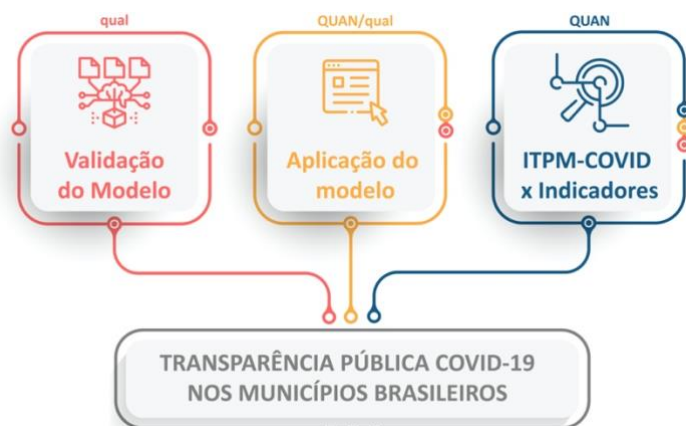 qual
QUAN/qual
QUAN
Validação
do Modelo
Aplicação do
modelo
ITPM-COVID
x Indicadores
TRANSPARÊNCIA PÚBLICA COVID-19
NOS MUNICÍPIOS BRASILEIROS